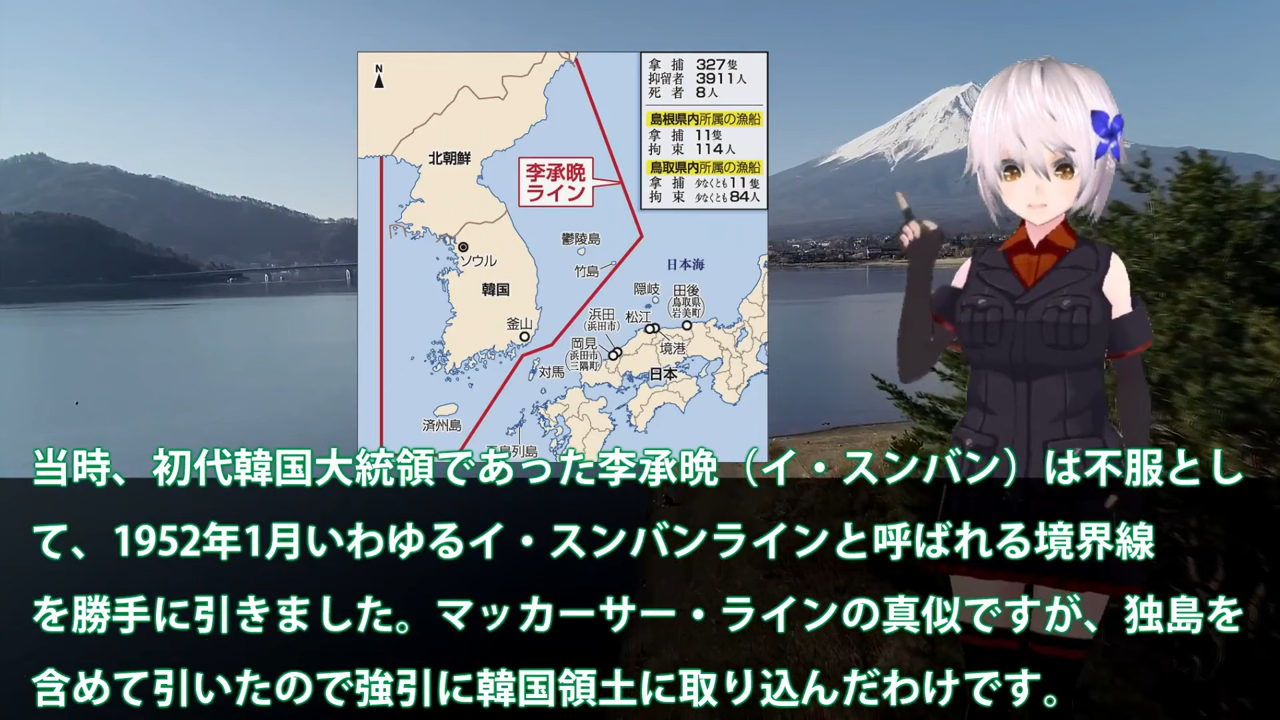 N
北朝鮮
李承晩
ライン
ソウル
韓国
釜山
済州島
鬱陵島
竹島
日本海
隠岐
田後
(鳥取県
岩美町)
松江
浜田
(浜田市)
境港
岡見
(浜田市
三隅町)
日本
対馬
島列島
拿捕 327隻
抑留者 3911人
死者 8人
島根県内所属の漁船
拿捕 11隻
拘束 114人
鳥取県内所属の漁船
拿捕 少なくとも11隻
拘束 少なくとも84人
当時、初代韓国大統領であった李承晩（イ・スンバン）は不服とし
て、1952年1月いわゆるイ・スンバンラインと呼ばれる境界線
を勝手に引きました。マッカーサー・ラインの真似ですが、独島を
含めて引いたので強引に韓国領土に取り込んだわけです。